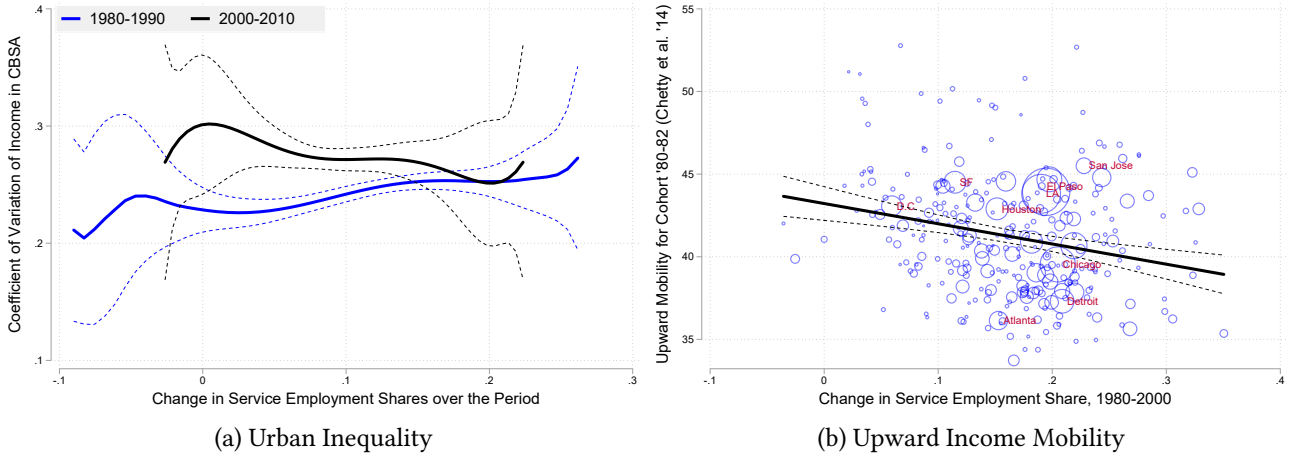 1980-1990 2000-2010
Coefficient of Variation of Income in CBSA
.4
.3
.2
.1
-.1 0 .1 .2 .3
Change in Service Employment Shares over the Period
(a) Urban Inequality
Upward Mobility for Cohort '80-82 (Chetty et al. '14)
55
50
45
40
35
San Jose
SF
El Paso
LA
D.C.
Houston
Chicago
Detroit
Atlanta
-.1 0 .1 .2 .3 .4
Change in Service Employment Share, 1980-2000
(b) Upward Income Mobility